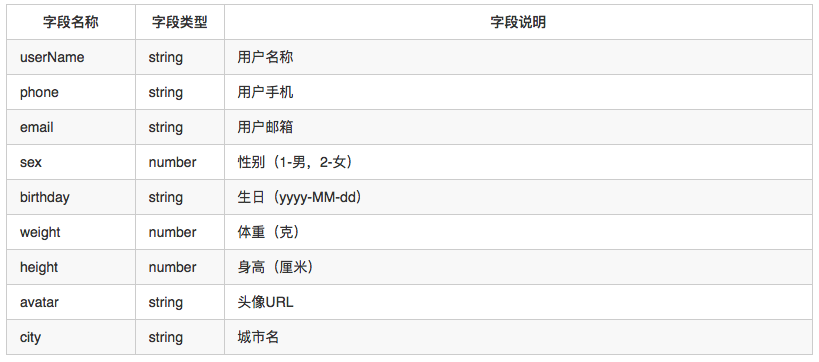 字段名称 字段类型 字段说明
userName string 用户名称
phone string 用户手机
email string 用户邮箱
sex number 性别（1-男，2-女）
birthday string 生日（yyyy-MM-dd）
weight number 体重（克）
height number 身高（厘米）
avatar string 头像URL
city string 城市名